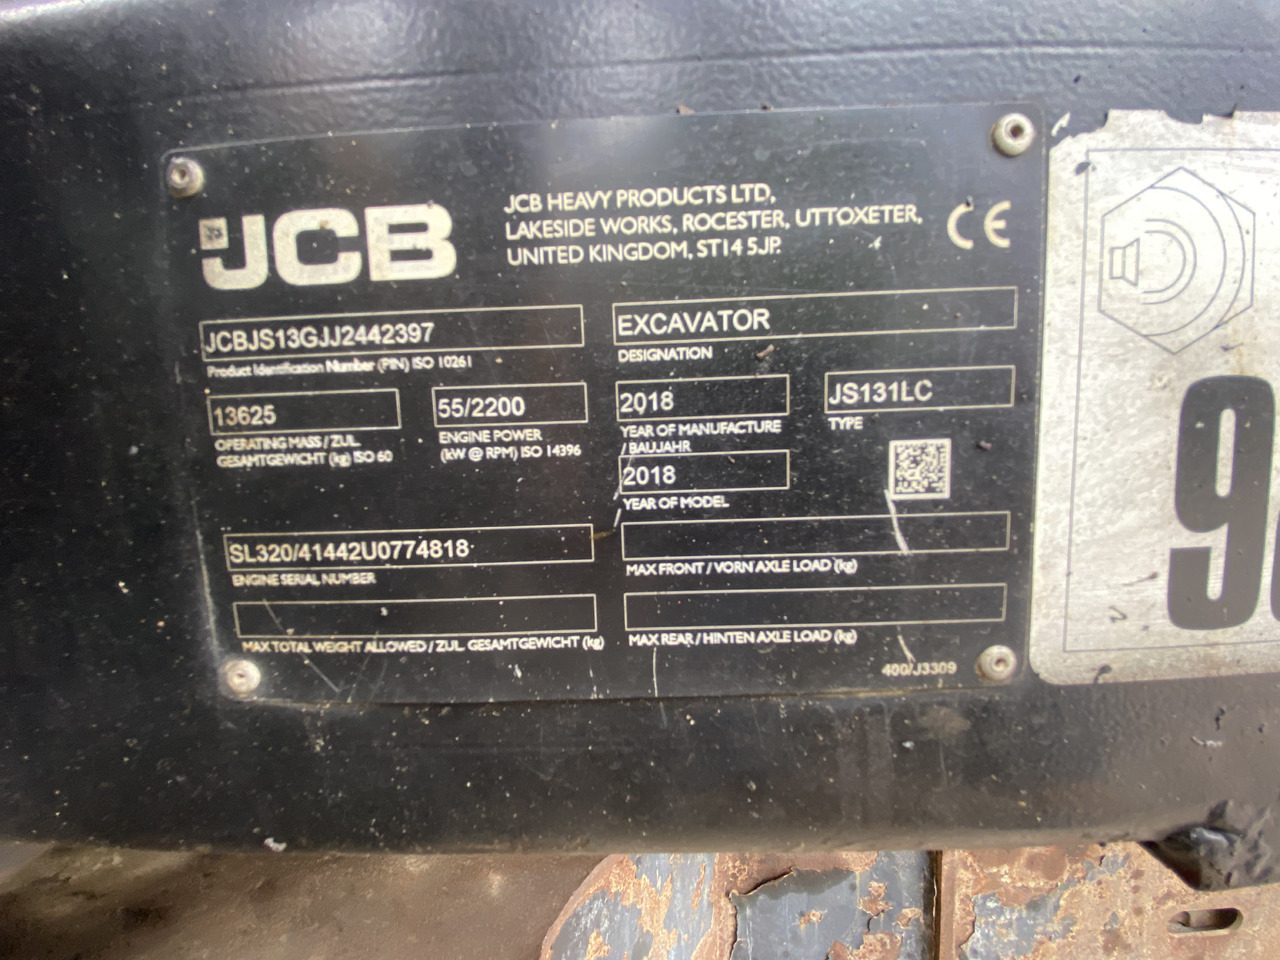 JCB
JCB HEAVY PRODUCTS LTD,
LAKESIDE WORKS, ROCESTER, UTTOXETER,
UNITED KINGDOM, ST14 5JP.
CE
JCBJS13GJJ2442397
Product Identification Number (PIN) ISO 10261
EXCAVATOR
DESIGNATION
13625
OPERATING MASS / ZUL.
GESAMTGEWICHT (kg) ISO 60
55/2200
ENGINE POWER
(kW @ RPM) ISO 14396
2018
YEAR OF MANUFACTURE
/ BAUJAHR
JS131LC
TYPE
2018
YEAR OF MODEL
SL320/41442U0774818
ENGINE SERIAL NUMBER
MAX FRONT / VORN AXLE LOAD (kg)
MAX TOTAL WEIGHT ALLOWED / ZUL. GESAMTGEWICHT (kg)
MAX REAR / HINTEN AXLE LOAD (kg)
400/J3309
9